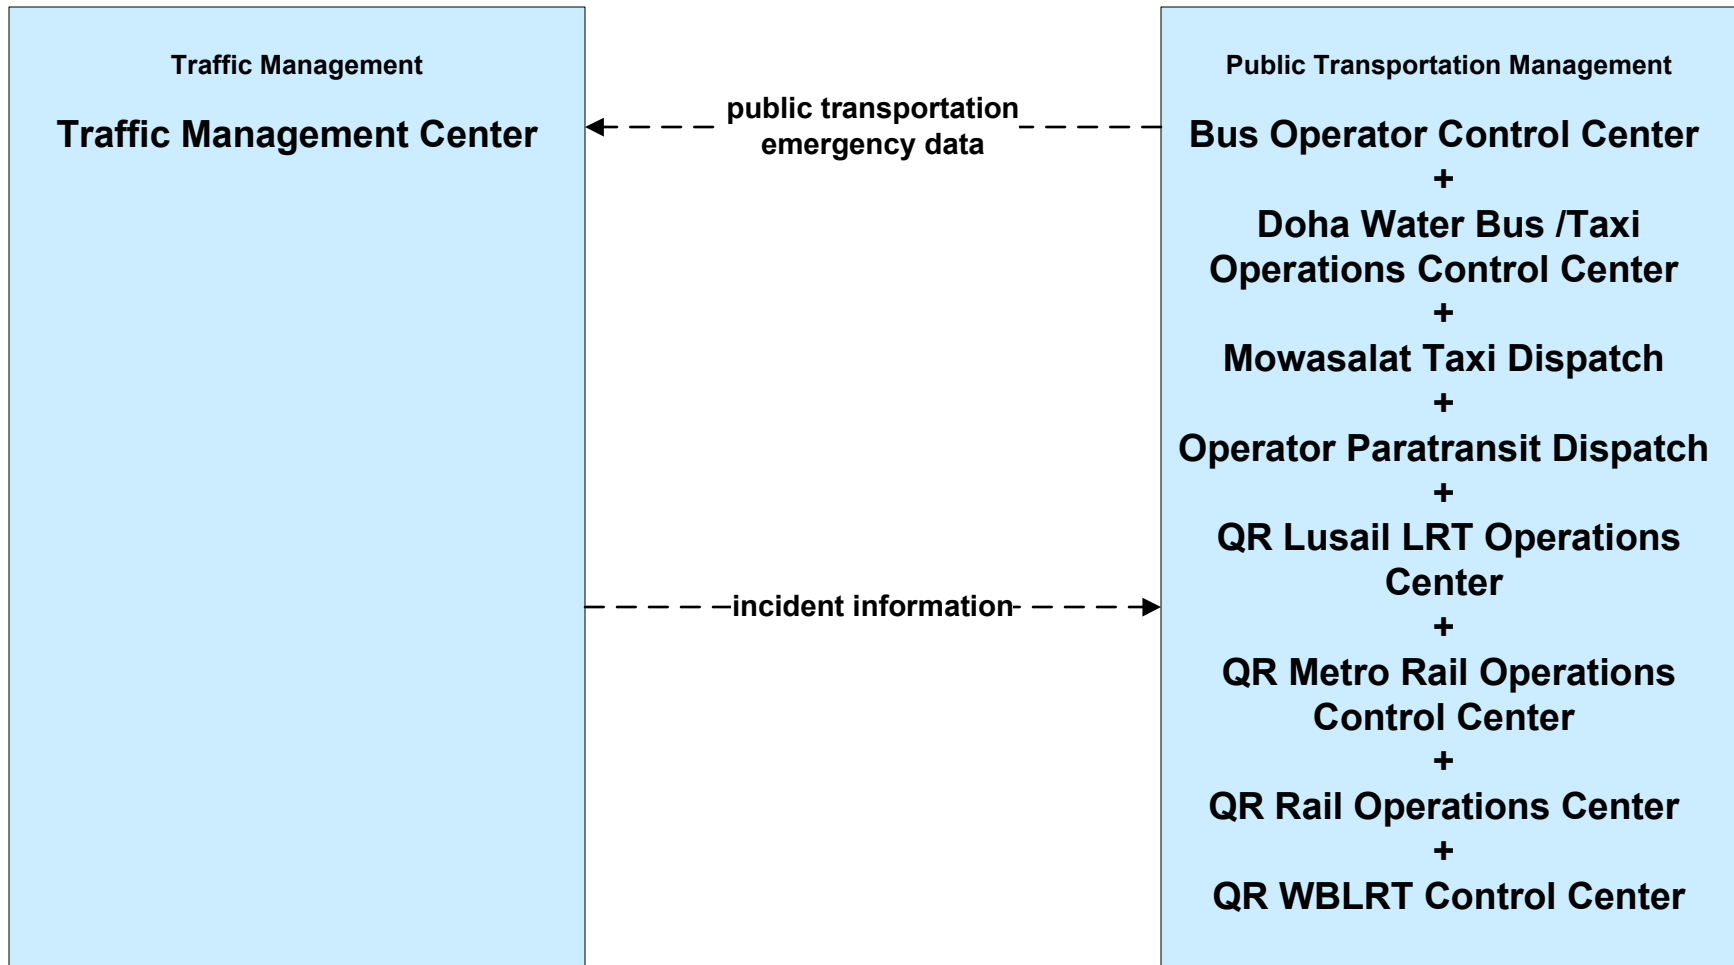 Traffic Management
Traffic Management Center
public transportation
emergency data
incident information
Public Transportation Management
Bus Operator Control Center
+
Doha Water Bus /Taxi
Operations Control Center
+
Mowasalat Taxi Dispatch
+
Operator Paratransit Dispatch
+
QR Lusail LRT Operations
Center
+
QR Metro Rail Operations
Control Center
+
QR Rail Operations Center
+
QR WBLRT Control Center